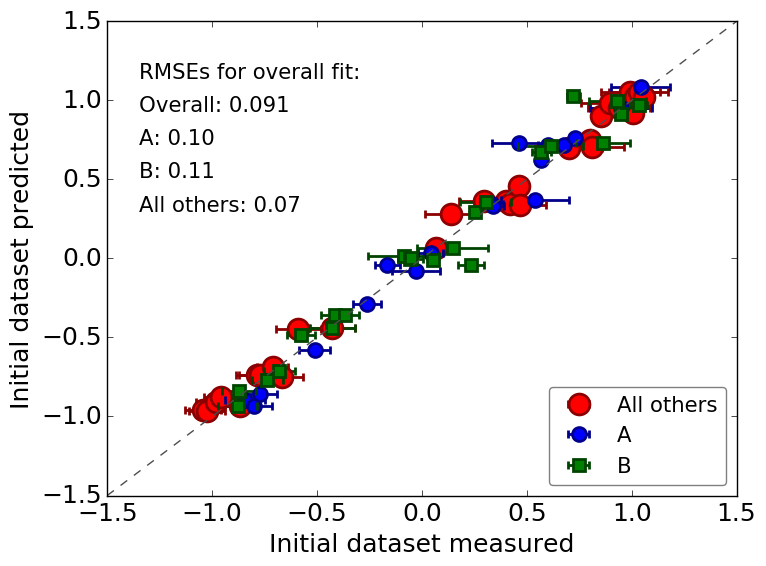 1.5
1.0
0.5
0.0
−0.5
−1.0
−1.5
Initial dataset predicted
RMSEs for overall fit:
Overall: 0.091
A: 0.10
B: 0.11
All others: 0.07
All others
A
B
−1.5 −1.0 −0.5 0.0 0.5 1.0 1.5
Initial dataset measured